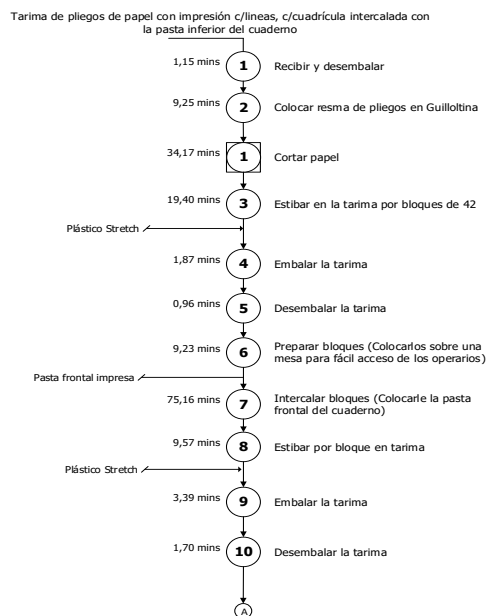 Tarima de pliegos de papel con impresión c/lineas, c/cuadrícula intercalada con
la pasta inferior del cuaderno
1,15 mins 1 Recibir y desembalar
9,25 mins 2 Colocar resma de pliegos en Guilloltina
34,17 mins 1 Cortar papel
19,40 mins 3 Estibar en la tarima por bloques de 42
Plástico Stretch
1,87 mins 4 Embalar la tarima
0,96 mins 5 Desembalar la tarima
9,23 mins 6 Preparar bloques (Colocarlos sobre una
mesa para fácil acceso de los operarios)
Pasta frontal impresa
75,16 mins 7 Intercalar bloques (Colocarle la pasta
frontal del cuaderno)
9,57 mins 8 Estibar por bloque en tarima
Plástico Stretch
3,39 mins 9 Embalar la tarima
1,70 mins 10 Desembalar la tarima
A